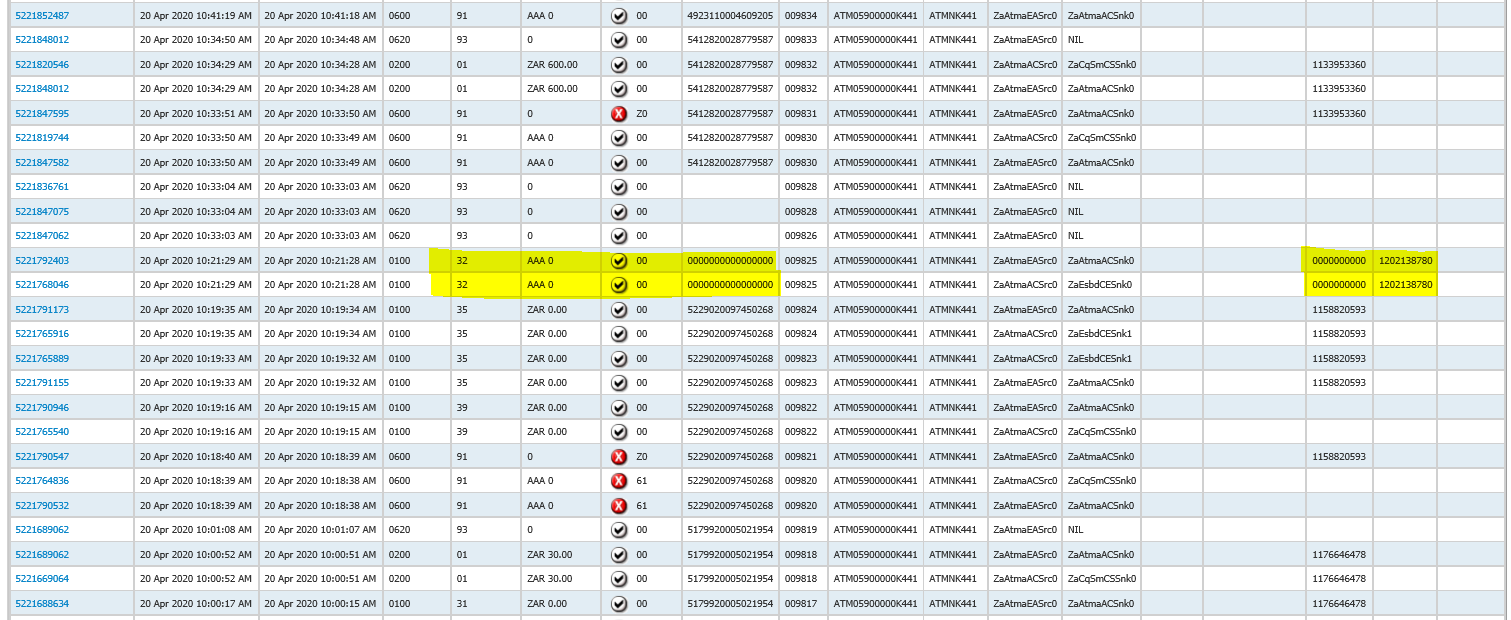 5221852487 20 Apr 2020 10:41:19 AM 20 Apr 2020 10:41:18 AM 0600 91 AAA 0 00 4923110004609205 009834 ATM05900000K441 ATMNK441 ZaAtmaEASrc0 ZaAtmaACSnk0
5221848012 20 Apr 2020 10:34:50 AM 20 Apr 2020 10:34:48 AM 0620 93 0 00 5412820028779587 009833 ATM05900000K441 ATMNK441 ZaAtmaEASrc0 NIL
5221820546 20 Apr 2020 10:34:29 AM 20 Apr 2020 10:34:28 AM 0200 01 ZAR 600.00 00 5412820028779587 009832 ATM05900000K441 ATMNK441 ZaAtmaACSrc0 ZaCqSmCSSnk0 1133953360
5221848012 20 Apr 2020 10:34:29 AM 20 Apr 2020 10:34:28 AM 0200 01 ZAR 600.00 00 5412820028779587 009832 ATM05900000K441 ATMNK441 ZaAtmaEASrc0 ZaAtmaACSnk0 1133953360
5221847595 20 Apr 2020 10:33:51 AM 20 Apr 2020 10:33:50 AM 0600 91 0 X Z0 5412820028779587 009831 ATM05900000K441 ATMNK441 ZaAtmaEASrc0 ZaAtmaACSnk0 1133953360
5221819744 20 Apr 2020 10:33:50 AM 20 Apr 2020 10:33:49 AM 0600 91 AAA 0 00 5412820028779587 009830 ATM05900000K441 ATMNK441 ZaAtmaACSrc0 ZaCqSmCSSnk0
5221847582 20 Apr 2020 10:33:50 AM 20 Apr 2020 10:33:49 AM 0600 91 AAA 0 00 5412820028779587 009830 ATM05900000K441 ATMNK441 ZaAtmaEASrc0 ZaAtmaACSnk0
5221836761 20 Apr 2020 10:33:04 AM 20 Apr 2020 10:33:03 AM 0620 93 0 00 009828 ATM05900000K441 ATMNK441 ZaAtmaEASrc0 NIL
5221847075 20 Apr 2020 10:33:04 AM 20 Apr 2020 10:33:03 AM 0620 93 0 00 009828 ATM05900000K441 ATMNK441 ZaAtmaEASrc0 NIL
5221847062 20 Apr 2020 10:33:03 AM 20 Apr 2020 10:33:03 AM 0620 93 0 00 009826 ATM05900000K441 ATMNK441 ZaAtmaEASrc0 NIL
5221792403 20 Apr 2020 10:21:29 AM 20 Apr 2020 10:21:28 AM 0100 32 AAA 0 00 0000000000000000 009825 ATM05900000K441 ATMNK441 ZaAtmaEASrc0 ZaAtmaACSnk0 0000000000 1202138780
5221768046 20 Apr 2020 10:21:29 AM 20 Apr 2020 10:21:28 AM 0100 32 AAA 0 00 0000000000000000 009825 ATM05900000K441 ATMNK441 ZaAtmaACSrc0 ZaEsbdCESnk0 0000000000 1202138780
5221791173 20 Apr 2020 10:19:35 AM 20 Apr 2020 10:19:34 AM 0100 35 ZAR 0.00 00 5229020097450268 009824 ATM05900000K441 ATMNK441 ZaAtmaEASrc0 ZaAtmaACSnk0 1158820593
5221765916 20 Apr 2020 10:19:35 AM 20 Apr 2020 10:19:34 AM 0100 35 ZAR 0.00 00 5229020097450268 009824 ATM05900000K441 ATMNK441 ZaAtmaACSrc0 ZaEsbdCESnk1 1158820593
5221765889 20 Apr 2020 10:19:33 AM 20 Apr 2020 10:19:32 AM 0100 35 ZAR 0.00 00 5229020097450268 009823 ATM05900000K441 ATMNK441 ZaAtmaACSrc0 ZaEsbdCESnk1 1158820593
5221791155 20 Apr 2020 10:19:33 AM 20 Apr 2020 10:19:32 AM 0100 35 ZAR 0.00 00 5229020097450268 009823 ATM05900000K441 ATMNK441 ZaAtmaEASrc0 ZaAtmaACSnk0 1158820593
5221790946 20 Apr 2020 10:19:16 AM 20 Apr 2020 10:19:15 AM 0100 39 ZAR 0.00 00 5229020097450268 009822 ATM05900000K441 ATMNK441 ZaAtmaEASrc0 ZaAtmaACSnk0
5221765540 20 Apr 2020 10:19:16 AM 20 Apr 2020 10:19:15 AM 0100 39 ZAR 0.00 00 5229020097450268 009822 ATM05900000K441 ATMNK441 ZaAtmaACSrc0 ZaCqSmCSSnk0
5221790547 20 Apr 2020 10:18:40 AM 20 Apr 2020 10:18:39 AM 0600 91 0 X Z0 5229020097450268 009821 ATM05900000K441 ATMNK441 ZaAtmaEASrc0 ZaAtmaACSnk0 1158820593
5221764836 20 Apr 2020 10:18:39 AM 20 Apr 2020 10:18:38 AM 0600 91 AAA 0 X 61 5229020097450268 009820 ATM05900000K441 ATMNK441 ZaAtmaACSrc0 ZaCqSmCSSnk0
5221790532 20 Apr 2020 10:18:39 AM 20 Apr 2020 10:18:38 AM 0600 91 AAA 0 X 61 5229020097450268 009820 ATM05900000K441 ATMNK441 ZaAtmaEASrc0 ZaAtmaACSnk0
5221689062 20 Apr 2020 10:01:08 AM 20 Apr 2020 10:01:07 AM 0620 93 0 00 5179920005021954 009819 ATM05900000K441 ATMNK441 ZaAtmaEASrc0 NIL
5221689062 20 Apr 2020 10:00:52 AM 20 Apr 2020 10:00:51 AM 0200 01 ZAR 30.00 00 5179920005021954 009818 ATM05900000K441 ATMNK441 ZaAtmaEASrc0 ZaAtmaACSnk0 1176646478
5221669064 20 Apr 2020 10:00:52 AM 20 Apr 2020 10:00:51 AM 0200 01 ZAR 30.00 00 5179920005021954 009818 ATM05900000K441 ATMNK441 ZaAtmaACSrc0 ZaCqSmCSSnk0 1176646478
5221688634 20 Apr 2020 10:00:17 AM 20 Apr 2020 10:00:15 AM 0100 31 ZAR 0.00 00 5179920005021954 009817 ATM05900000K441 ATMNK441 ZaAtmaEASrc0 ZaAtmaACSnk0 1176646478